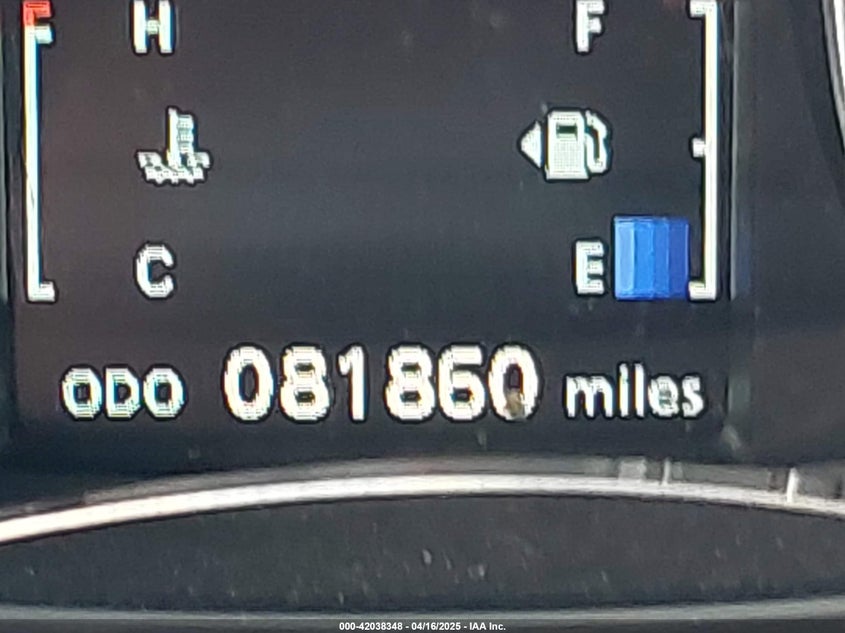 H F
C E
ODO 081860 miles
000-42038348 - 04/16/2025 - IAA Inc.